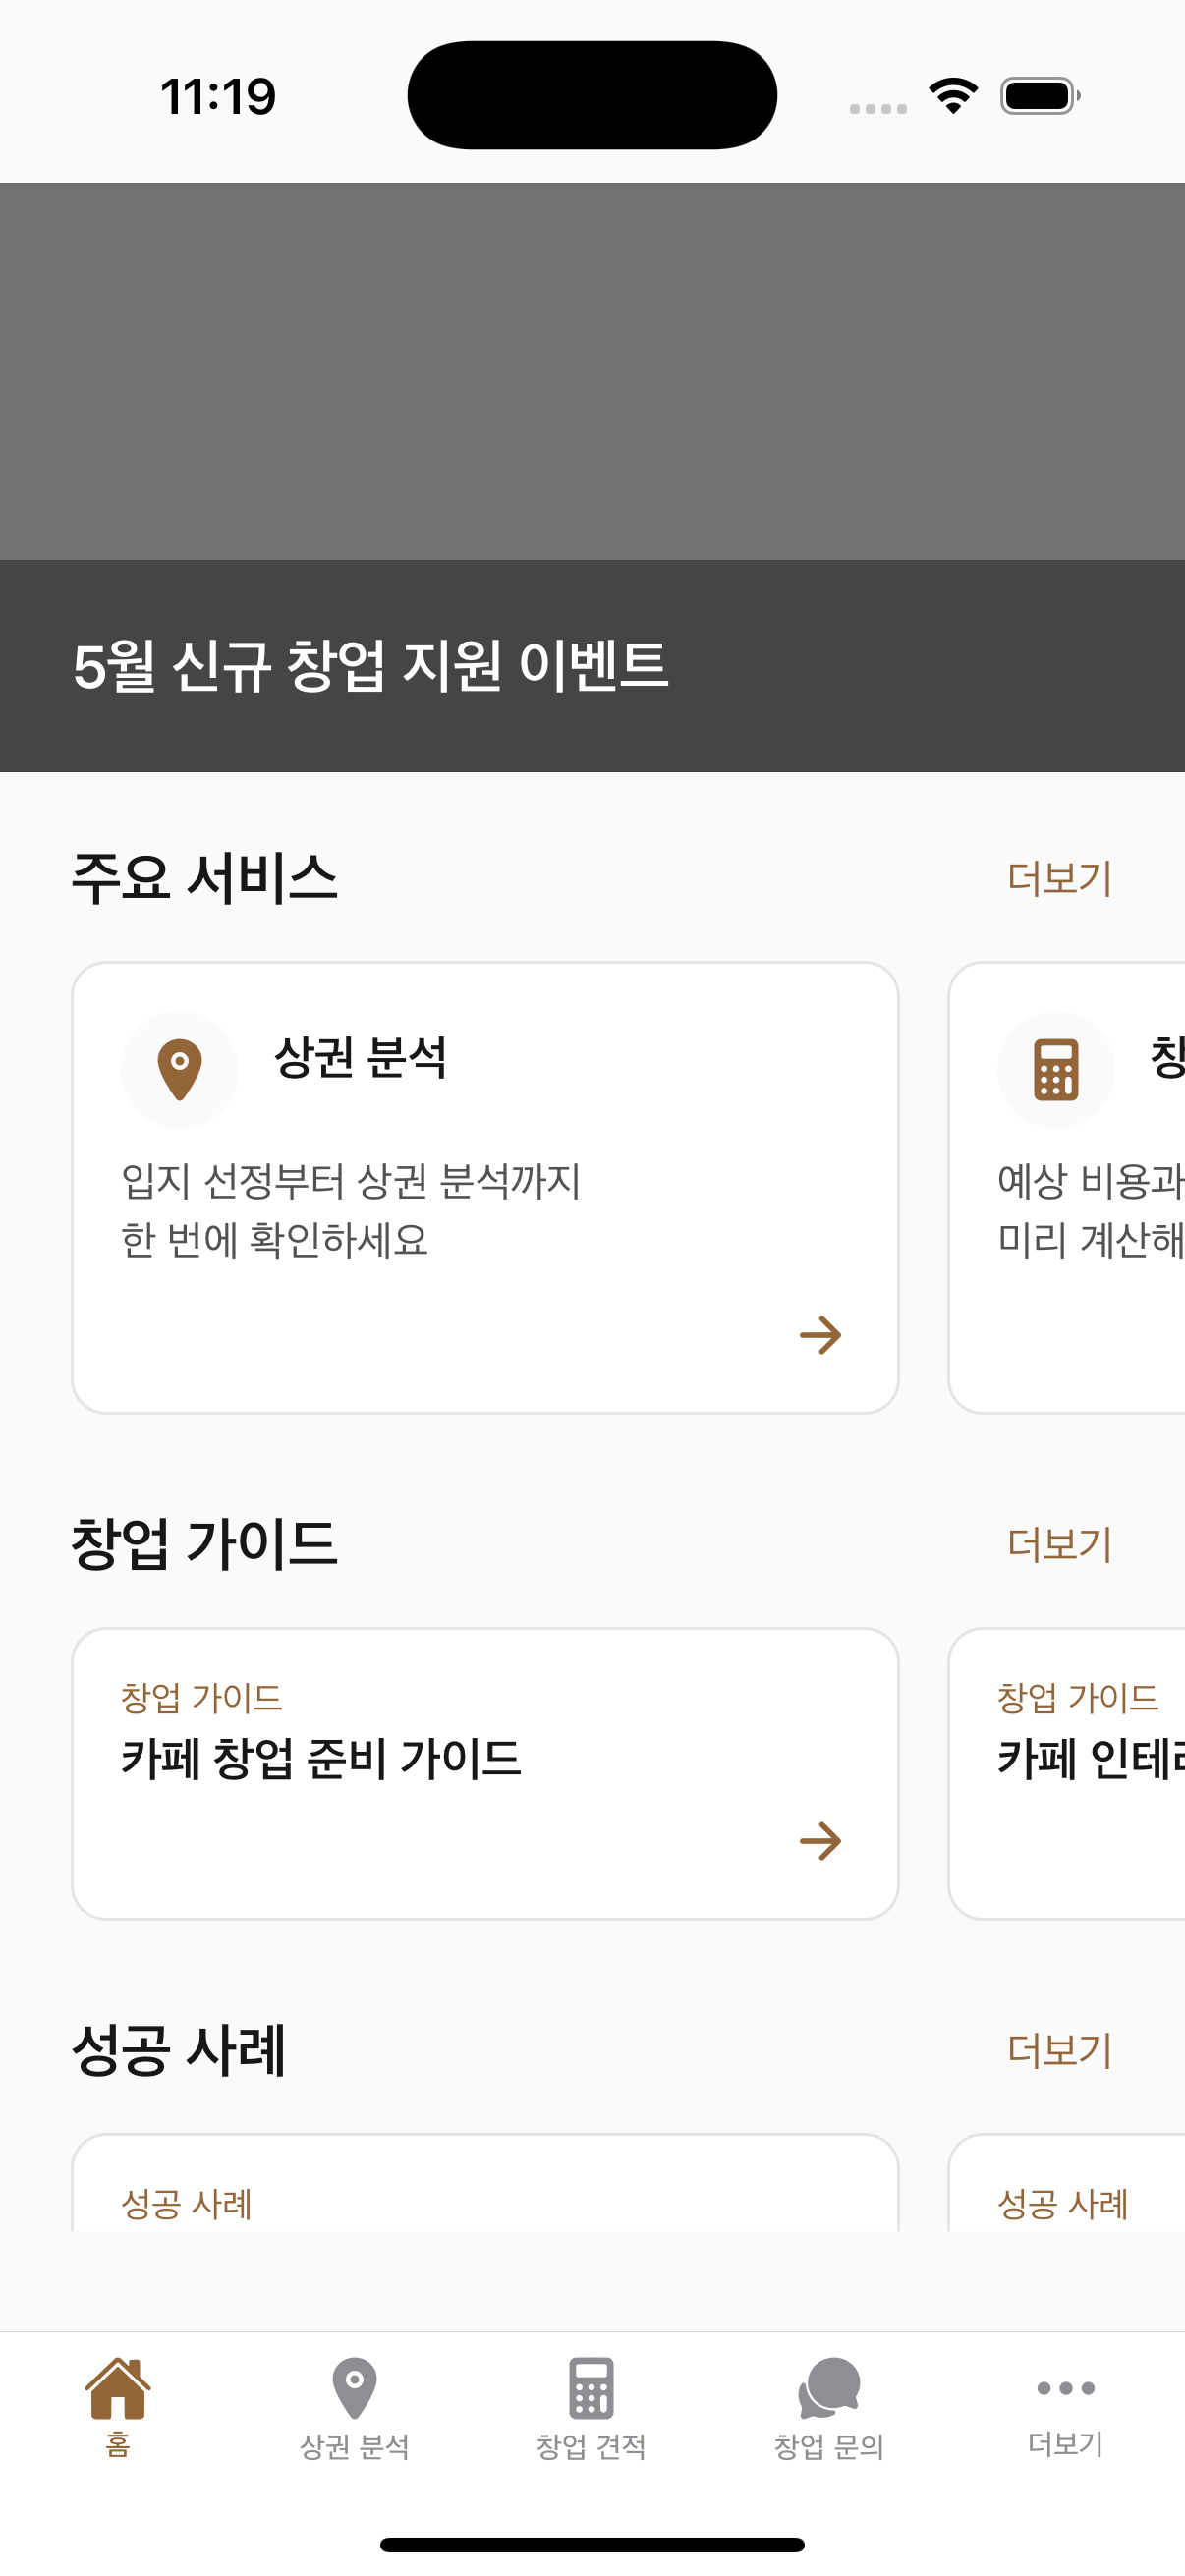 11:19
5월 신규 창업 지원 이벤트
주요 서비스 더보기
상권 분석
입지 선정부터 상권 분석까지
한 번에 확인하세요
창
예상 비용과
미리 계산해
창업 가이드 더보기
창업 가이드
카페 창업 준비 가이드
창업 가이드
카페 인테
성공 사례 더보기
성공 사례
성공 사례
홈
상권 분석
창업 견적
창업 문의
더보기